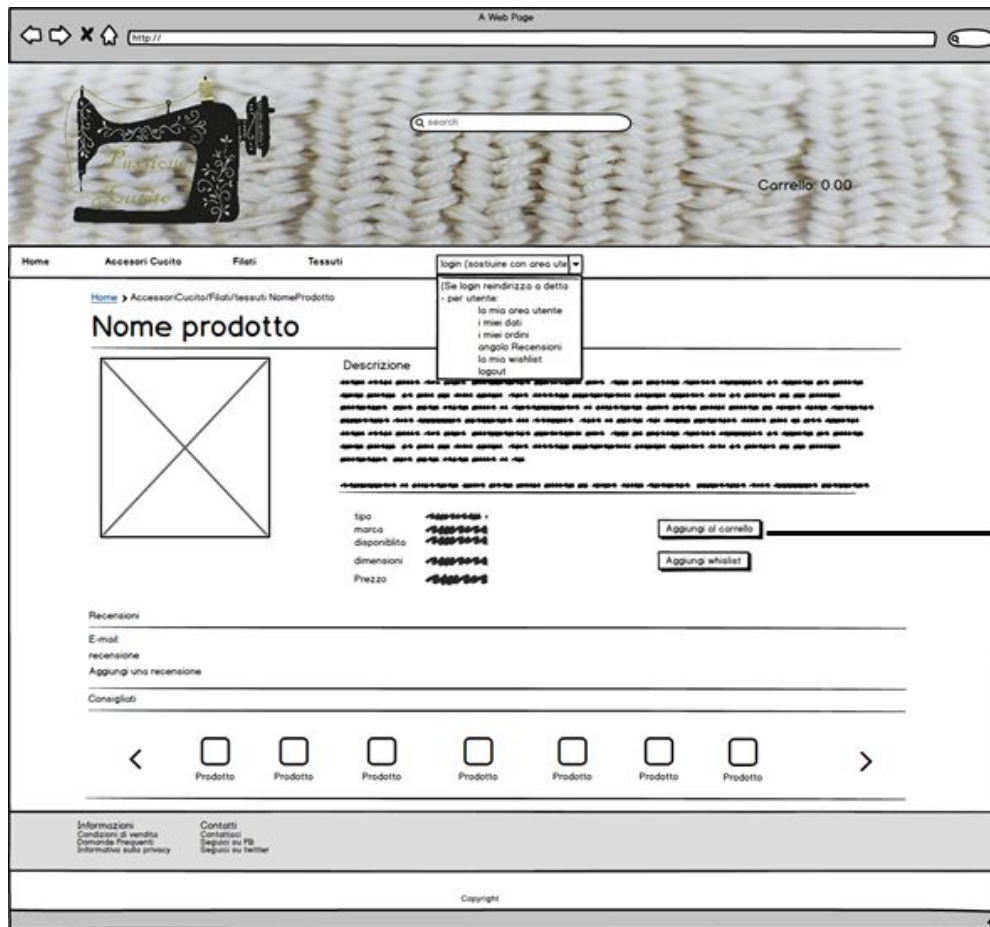 A Web Page
http://
search
Passione
Cucito
Carrello: 0.00
Home Accessori Cucito Filati Tessuti login (sostiuire con area ute
(Se login reindirizza a detta
- per utente:
la mia area utente
i miei dati
i miei ordini
angolo Recensioni
la mia wishlist
logout
Home > AccessoriCucito/Filati/tessuti NomeProdotto
Nome prodotto
Descrizione
tipo
marca
disponiblita
dimensioni
Prezzo
Aggiungi al carrello
Aggiungi whislist
Recensioni
E-mail:
recensione
Aggiungi una recensione
Consigliati
Prodotto Prodotto Prodotto Prodotto Prodotto Prodotto Prodotto
Informazioni
Condizioni di vendita
Domande Frequenti
Informativa sulla privacy
Contatti
Contattaci
Seguici su FB
Seguici su twitter
Copyright